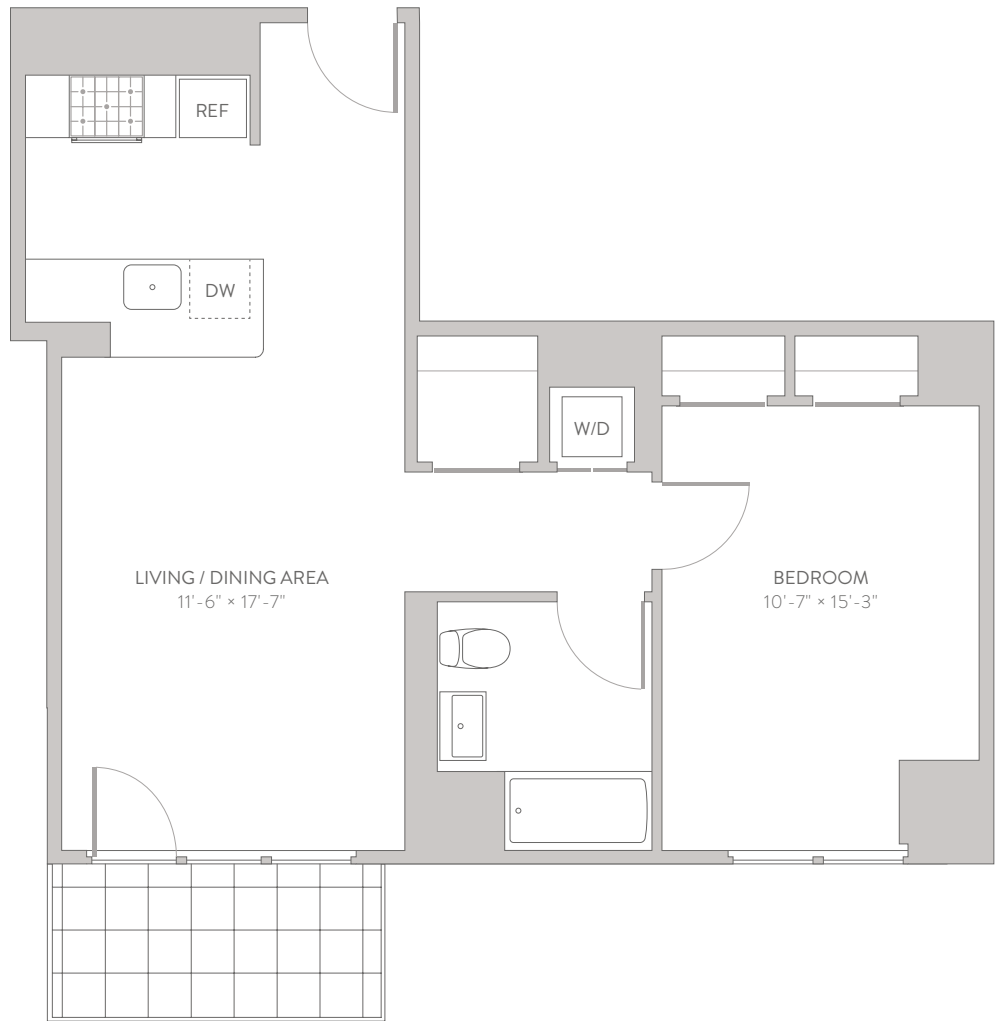 REF
DW
W/D
LIVING / DINING AREA
11'-6" × 17'-7"
BEDROOM
10'-7" × 15'-3"